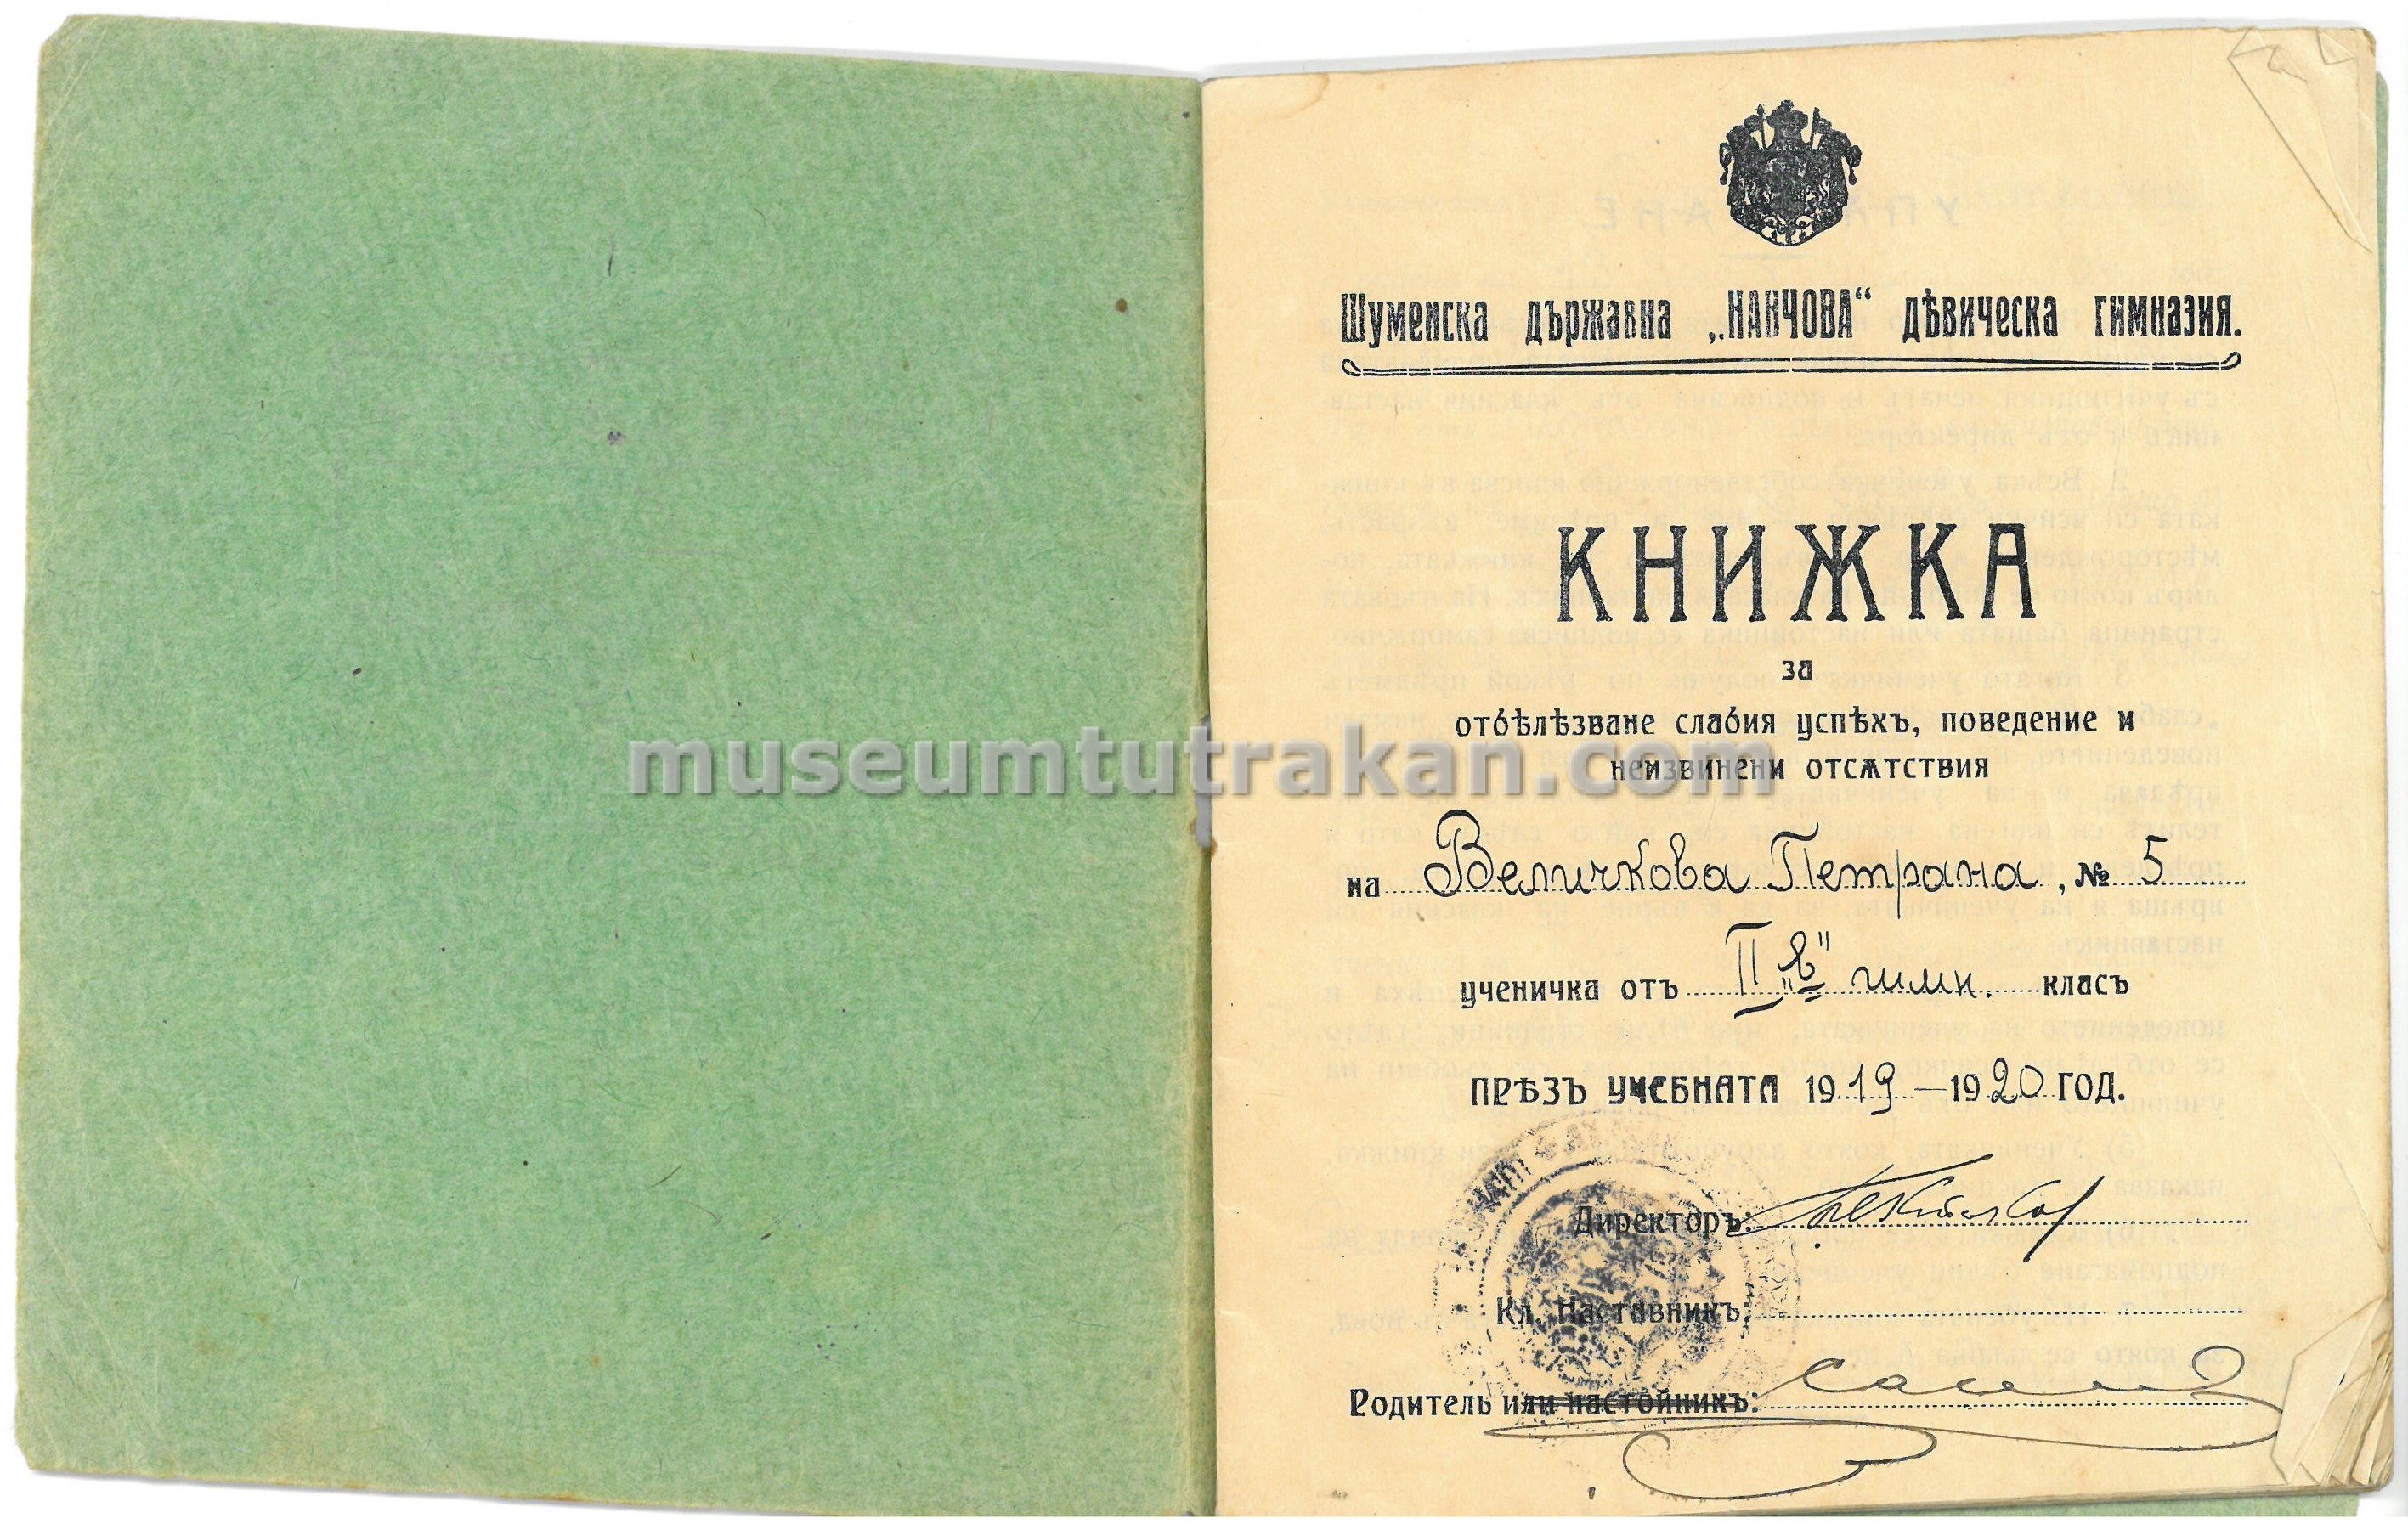 Шуменска държавна „НАНЧОВА“ дѣвическа гимназия.
КНИЖКА
за
отбѣлѣзване слабия успѣхъ, поведение и
неизвинени отсѫтствия
museumtutrakan.com
на Величкова Петрана, № 5
ученичка от II „в“ гимн. класъ
ПРѢЗЪ УЧЕБНАТА 1919—1920 ГОД.
Директоръ:
Кл. Наставникъ:
Родитель или настойникъ: